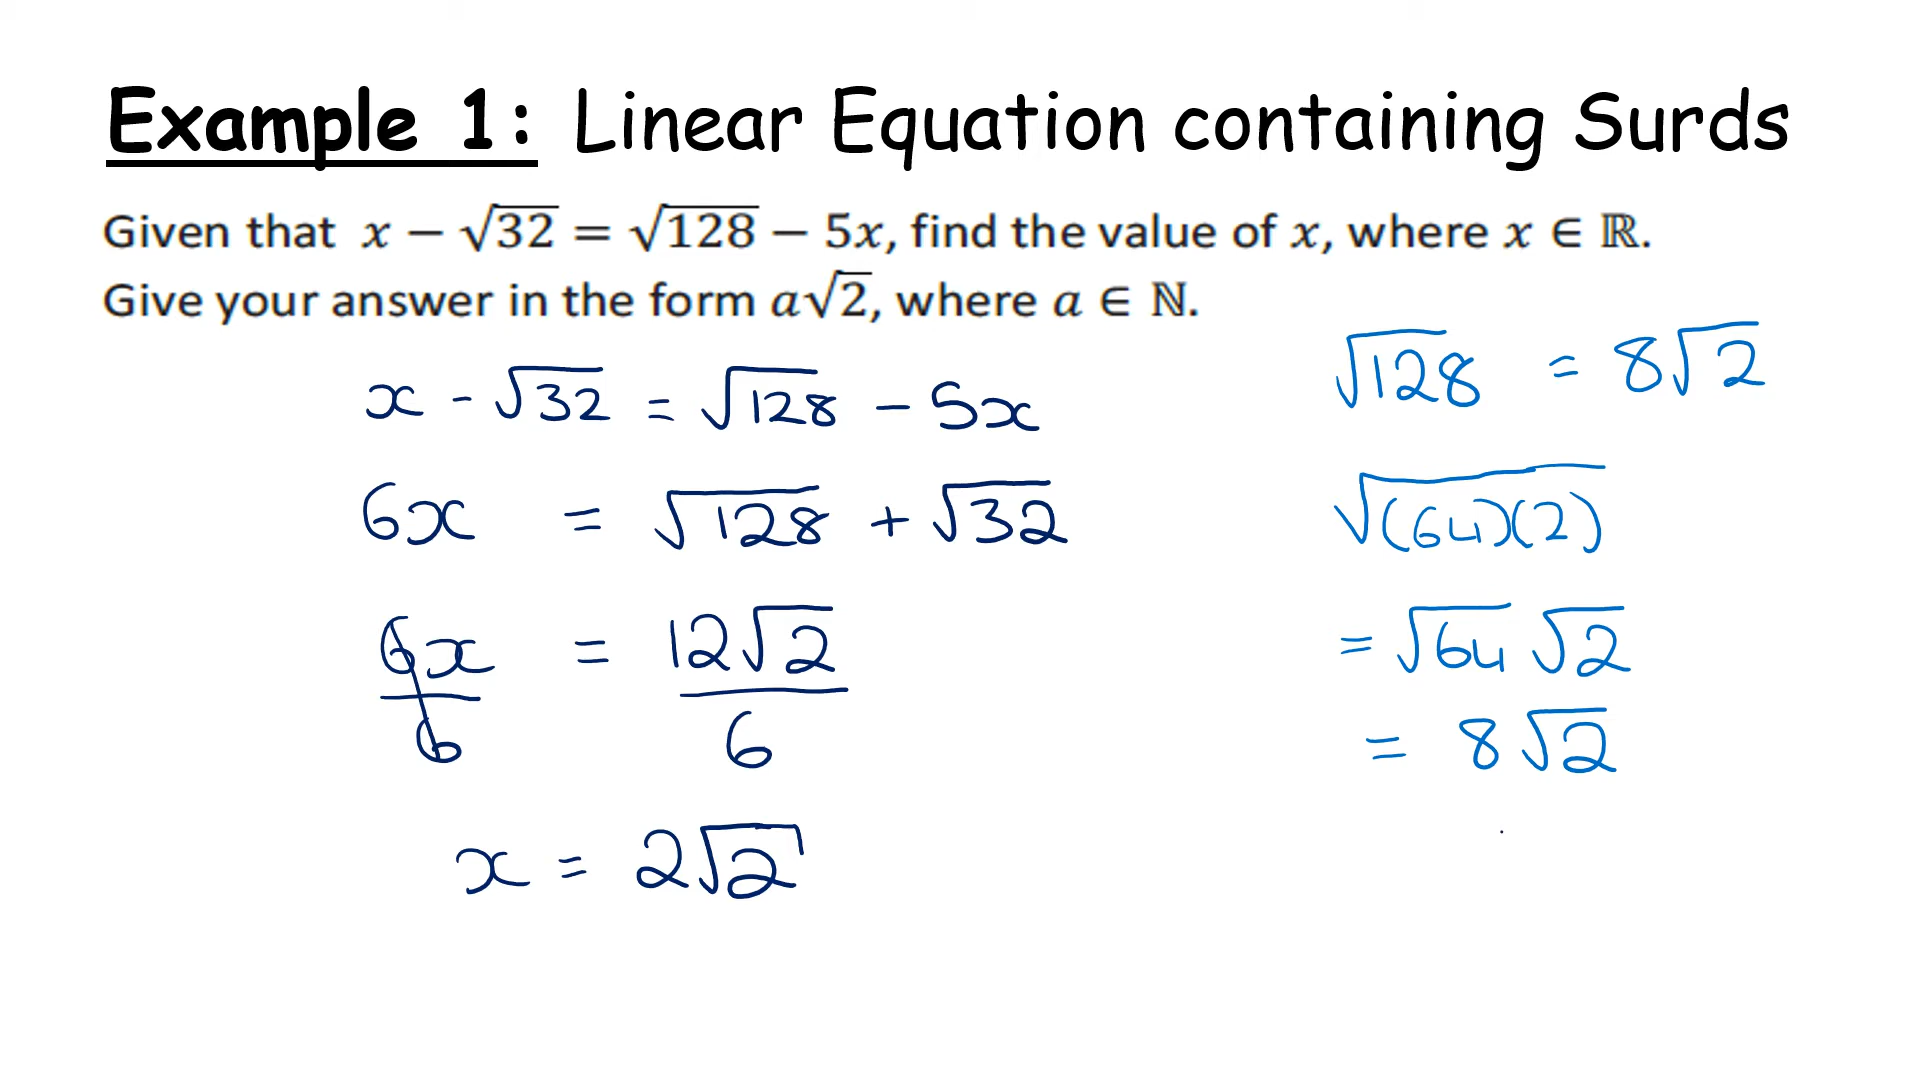 Example 1: Linear Equation containing Surds
Given that x − √32 = √128 − 5x, find the value of x, where x ∈ ℝ.
Give your answer in the form a√2, where a ∈ ℕ.
x - √32 = √128 - 5x
6x = √128 + √32
6x/6 = 12√2/6
x = 2√2
√128 = 8√2
√(64)(2)
= √64 √2
= 8√2